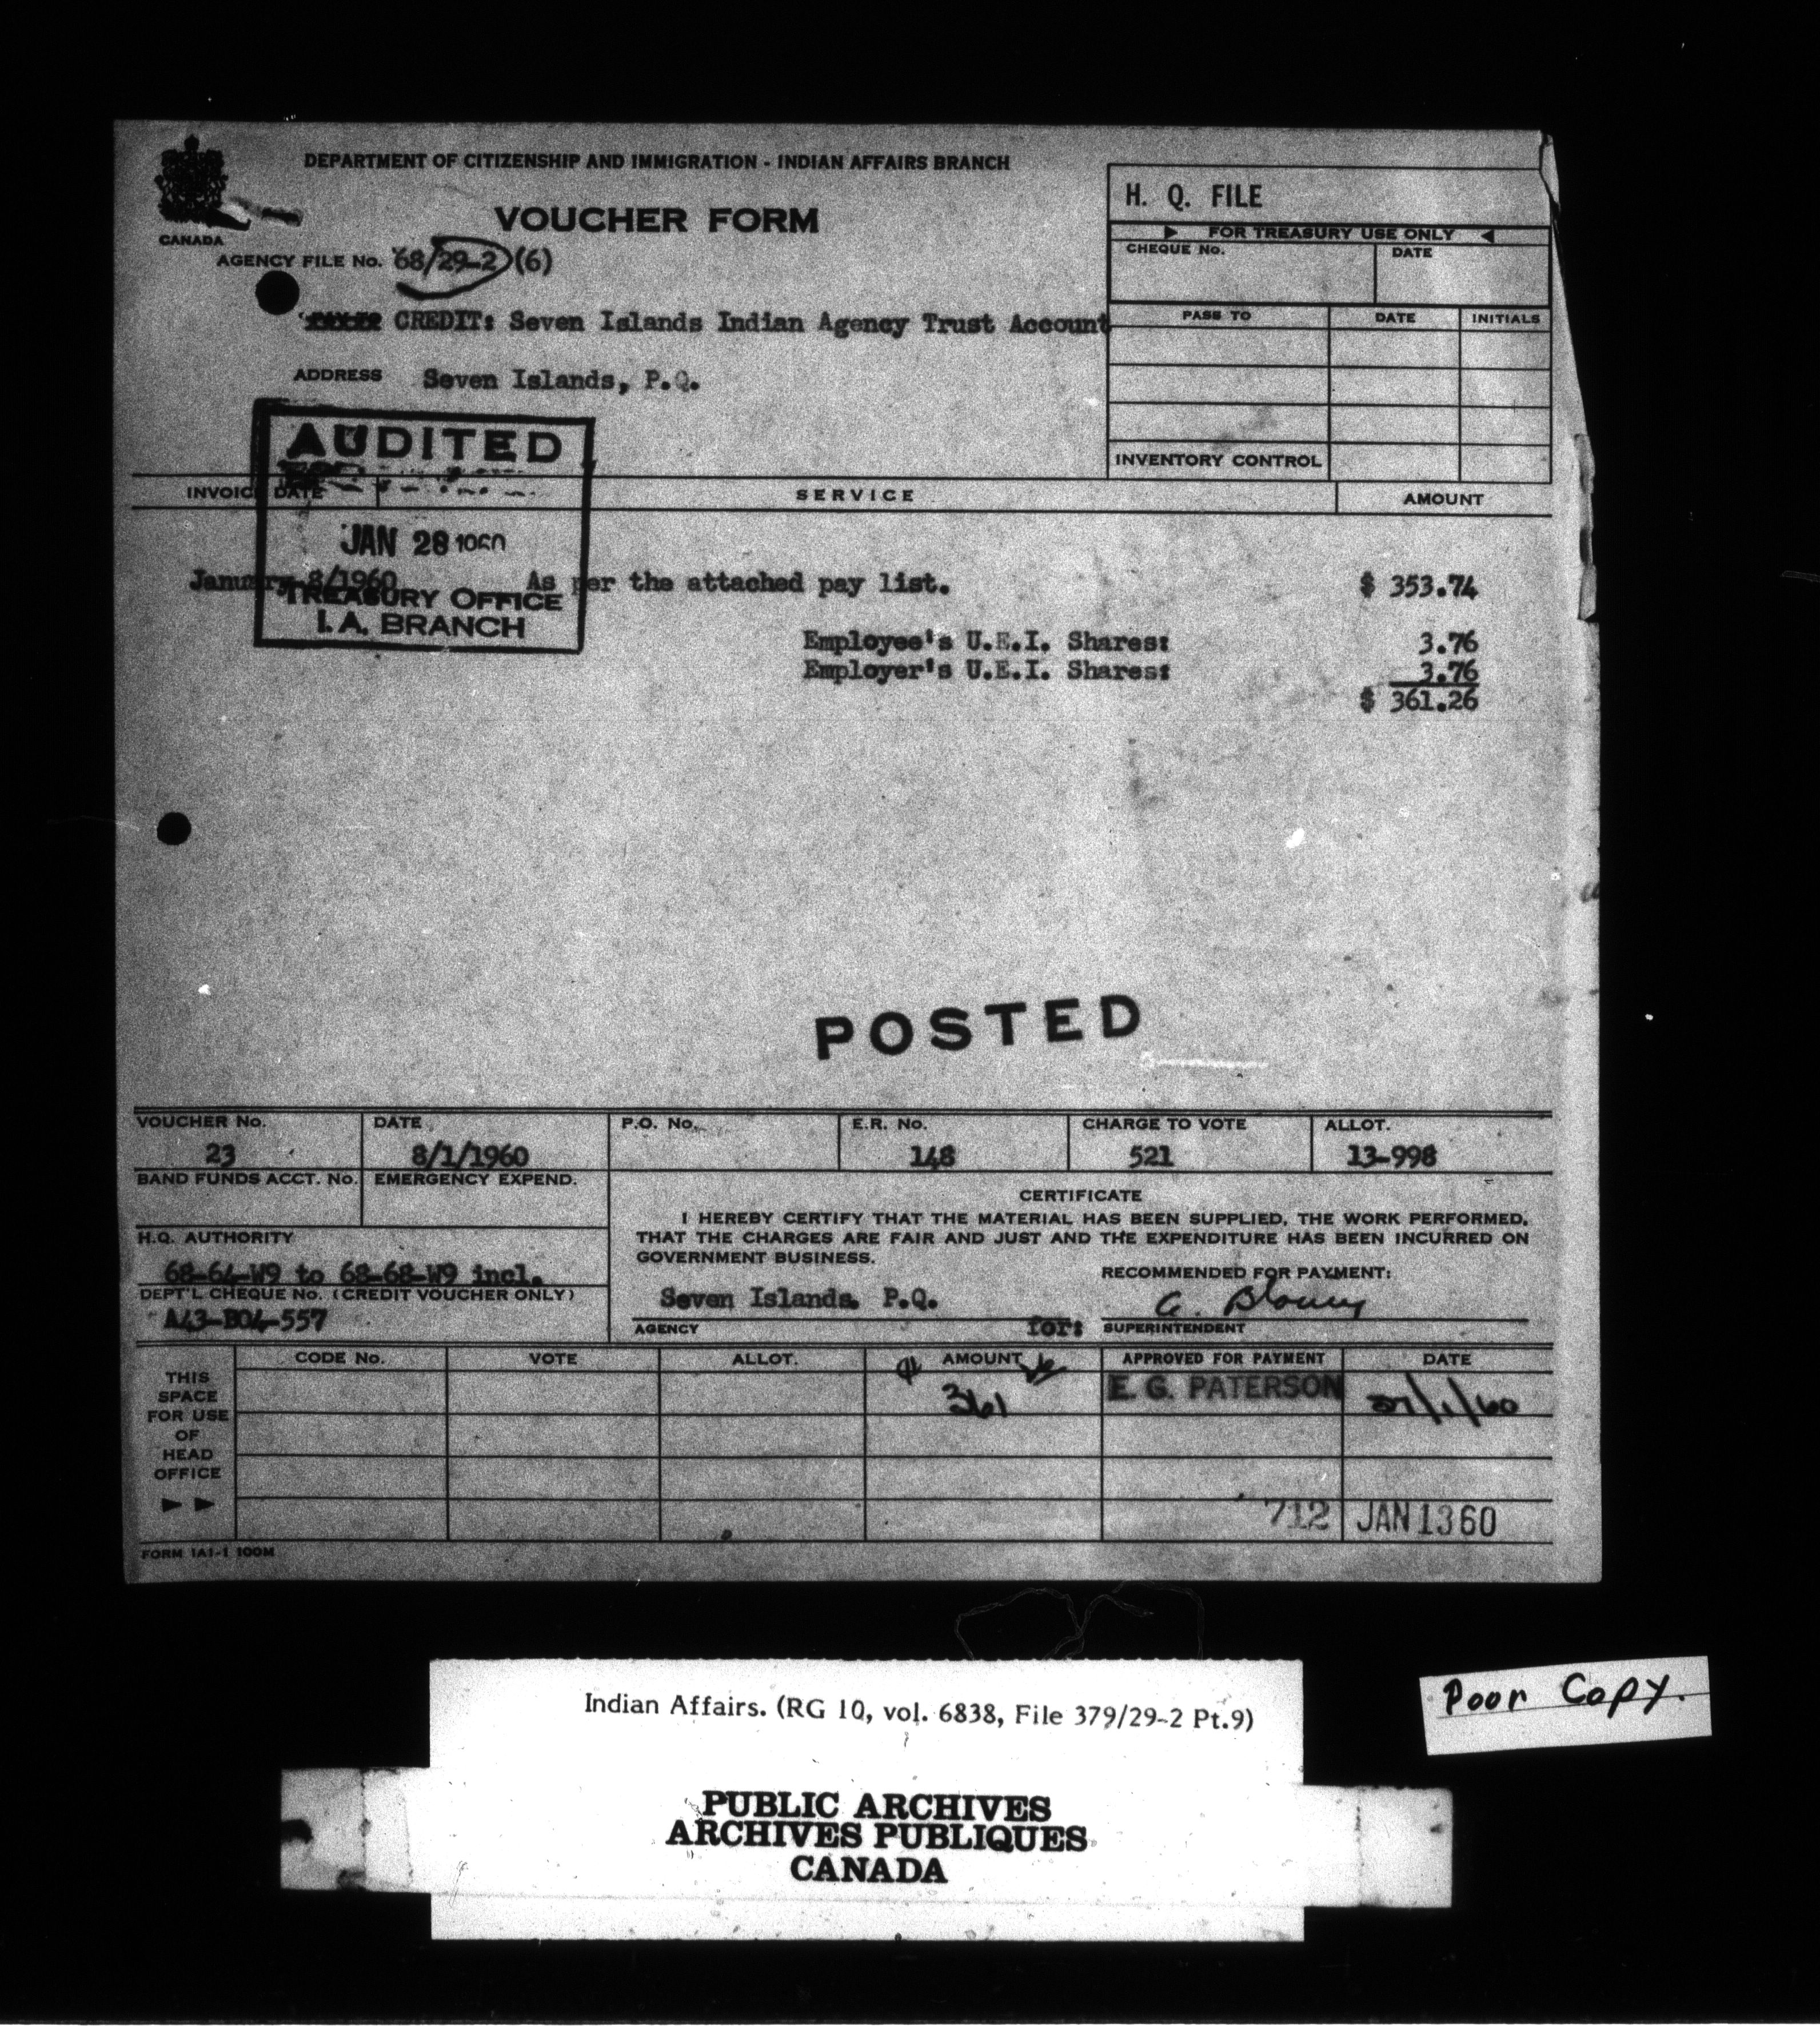 DEPARTMENT OF CITIZENSHIP AND IMMIGRATION - INDIAN AFFAIRS BRANCH
VOUCHER FORM
CANADA
AGENCY FILE No. 68/29-2 (6)
CREDIT: Seven Islands Indian Agency Trust Account
ADDRESS Seven Islands, P.Q.
H. Q. FILE
FOR TREASURY USE ONLY
CHEQUE No. DATE
PASS TO DATE INITIALS
INVENTORY CONTROL
AUDITED
JAN 28 1960
TREASURY OFFICE
I.A. BRANCH
INVOICE DATE SERVICE AMOUNT
January 8/1960 As per the attached pay list. $ 353.74
Employee's U.E.I. Shares: 3.76
Employer's U.E.I. Shares: 3.76
$ 361.26
POSTED
VOUCHER No. DATE P.O. No. E.R. No. CHARGE TO VOTE ALLOT.
23 8/1/1960 148 521 13-998
BAND FUNDS ACCT. No. EMERGENCY EXPEND.
H.Q. AUTHORITY
68-64-W9 to 68-68-W9 incl.
DEPT'L CHEQUE No. (CREDIT VOUCHER ONLY)
A43-B04-557
CERTIFICATE
I HEREBY CERTIFY THAT THE MATERIAL HAS BEEN SUPPLIED, THE WORK PERFORMED,
THAT THE CHARGES ARE FAIR AND JUST AND THE EXPENDITURE HAS BEEN INCURRED ON
GOVERNMENT BUSINESS.
RECOMMENDED FOR PAYMENT:
Seven Islands, P.Q.
AGENCY for: SUPERINTENDENT
THIS
SPACE
FOR USE
OF
HEAD
OFFICE
CODE No. VOTE ALLOT. AMOUNT APPROVED FOR PAYMENT DATE
361 E. G. PATERSON 27/1/60
712 JAN 13 60
FORM IA1-1 100M
Indian Affairs. (RG 10, vol. 6838, File 379/29-2 Pt.9)
Poor Copy.
PUBLIC ARCHIVES
ARCHIVES PUBLIQUES
CANADA